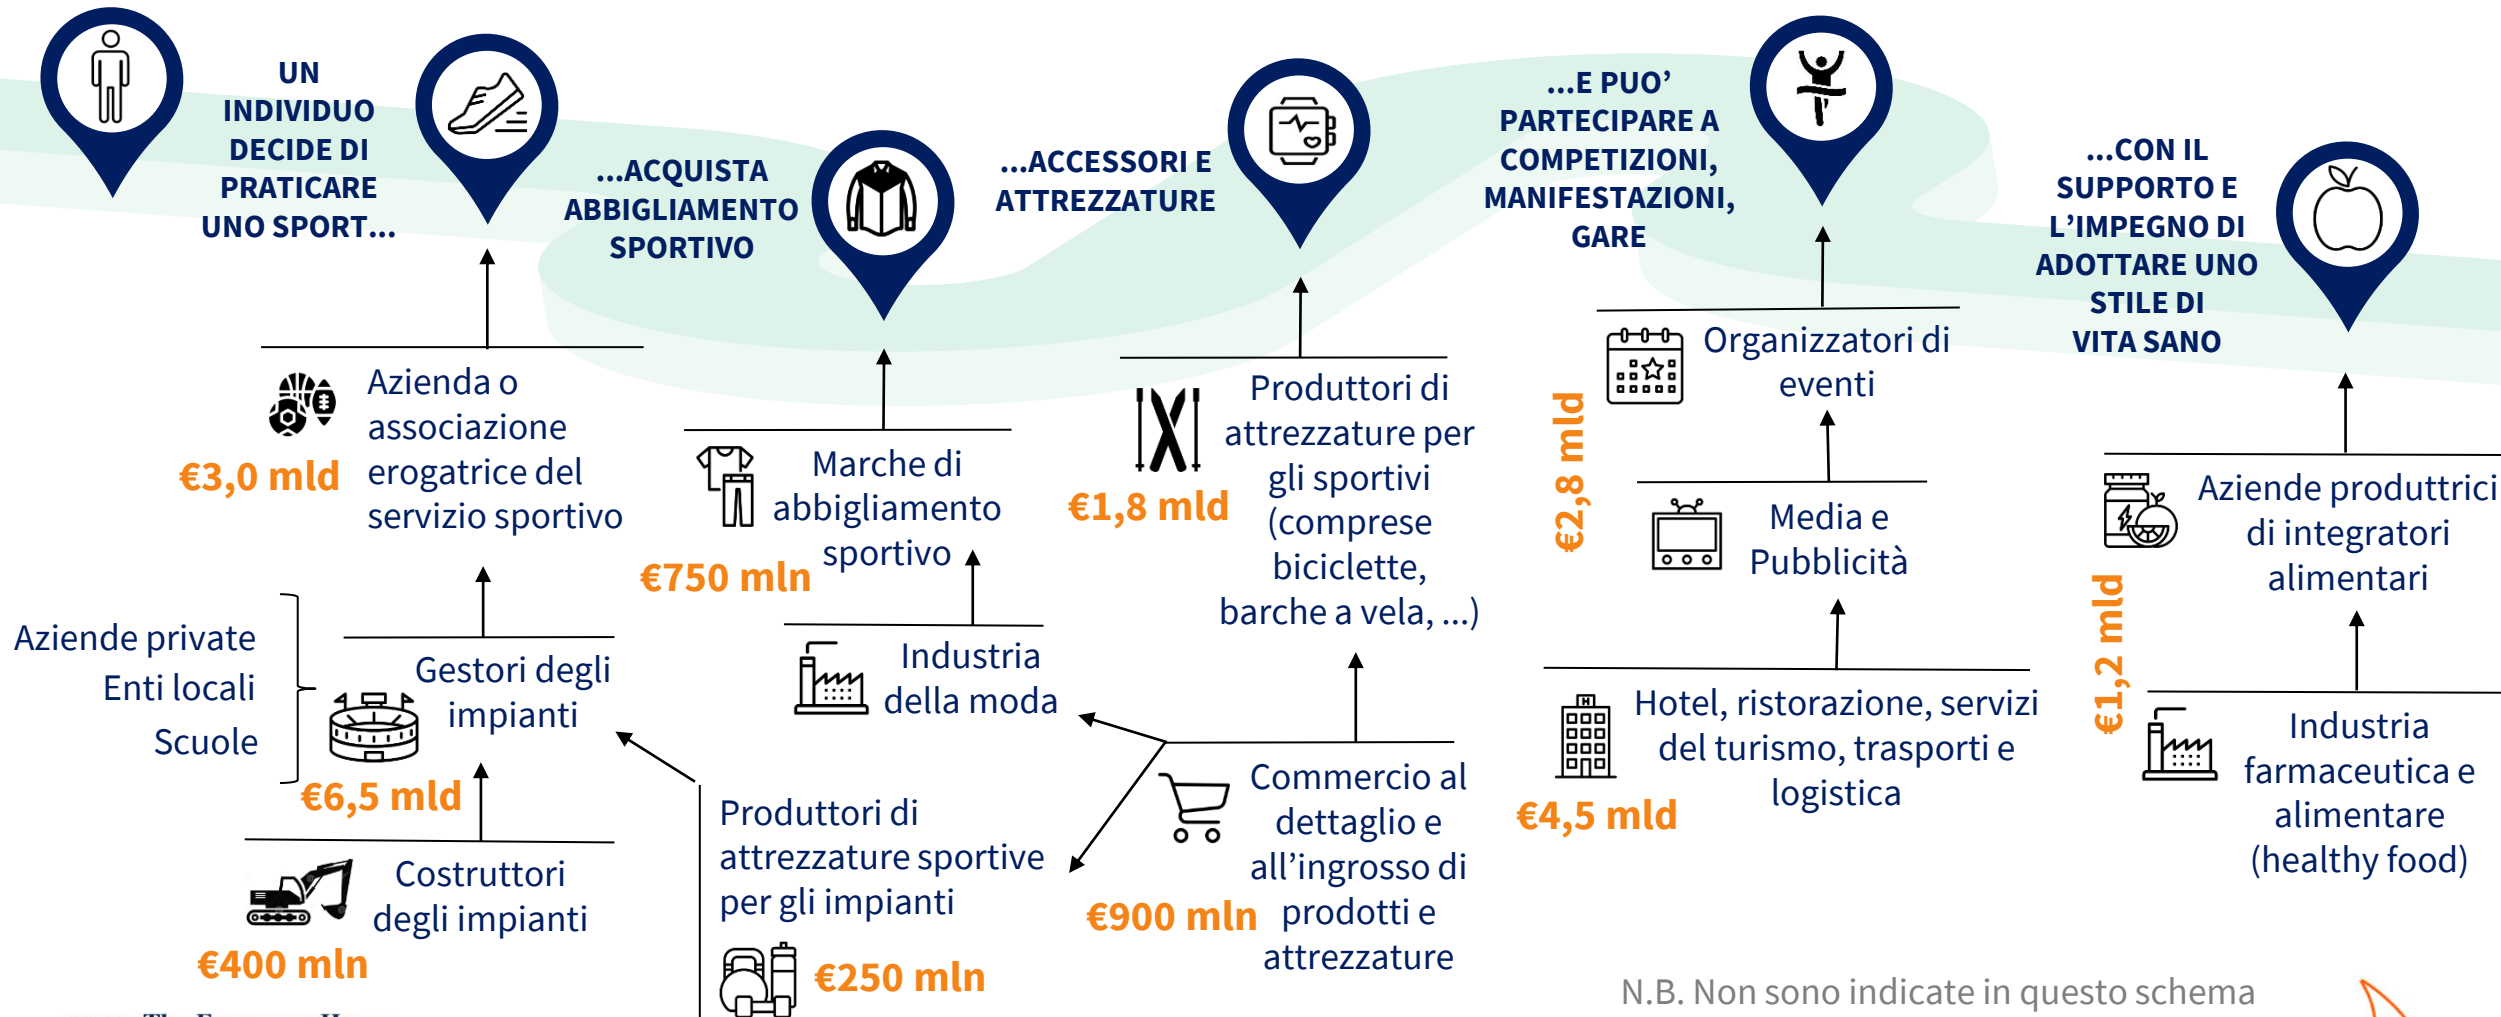 UN
INDIVIDUO
DECIDE DI
PRATICARE
UNO SPORT...
...ACQUISTA
ABBIGLIAMENTO
SPORTIVO
...ACCESSORI E
ATTREZZATURE
...E PUO’
PARTECIPARE A
COMPETIZIONI,
MANIFESTAZIONI,
GARE
...CON IL
SUPPORTO E
L’IMPEGNO DI
ADOTTARE UNO
STILE DI
VITA SANO
Azienda o
associazione
erogatrice del
servizio sportivo
€3,0 mld
Aziende private
Enti locali
Scuole
Gestori degli
impianti
€6,5 mld
Costruttori
degli impianti
€400 mln
Marche di
abbigliamento
sportivo
€750 mln
Industria
della moda
Produttori di
attrezzature sportive
per gli impianti
€250 mln
Produttori di
attrezzature per
gli sportivi
(comprese
biciclette,
barche a vela, ...)
€1,8 mld
Commercio al
dettaglio e
all’ingrosso di
prodotti e
attrezzature
€900 mln
Organizzatori di
eventi
€2,8 mld
Media e
Pubblicità
H
Hotel, ristorazione, servizi
del turismo, trasporti e
logistica
€4,5 mld
Aziende produttrici
di integratori
alimentari
€1,2 mld
Industria
farmaceutica e
alimentare
(healthy food)
N.B. Non sono indicate in questo schema